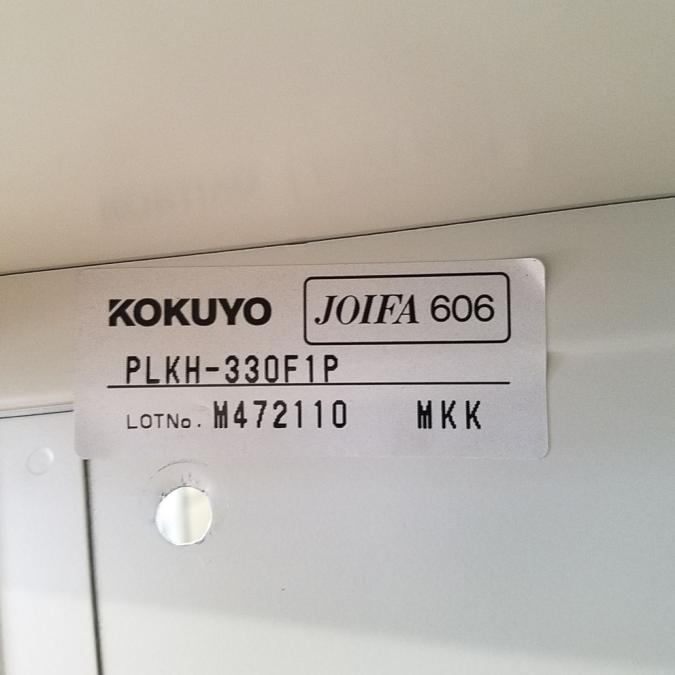 KOKUYO JOIFA 606
PLKH-330F1P
LOTNo. M472110 MKK